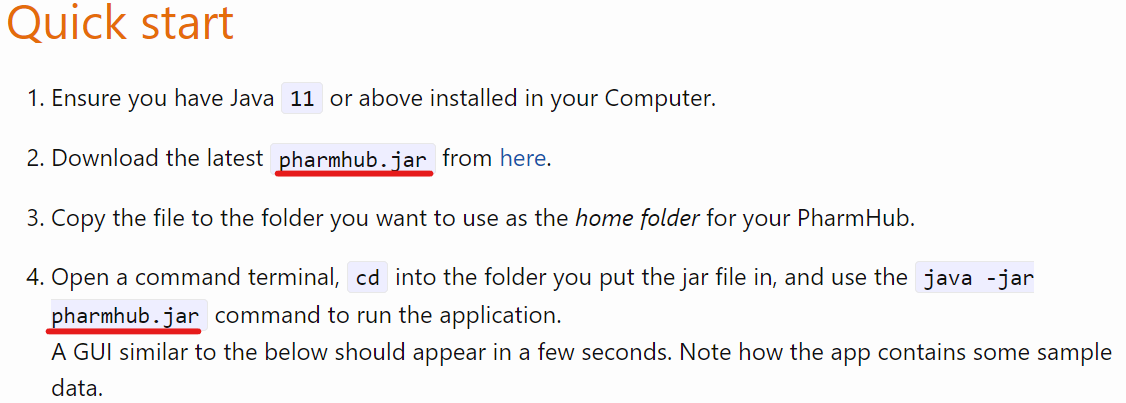 Quick start
1. Ensure you have Java 11 or above installed in your Computer.
2. Download the latest pharmhub.jar from here.
3. Copy the file to the folder you want to use as the home folder for your PharmHub.
4. Open a command terminal, cd into the folder you put the jar file in, and use the java -jar
pharmhub.jar command to run the application.
A GUI similar to the below should appear in a few seconds. Note how the app contains some sample
data.